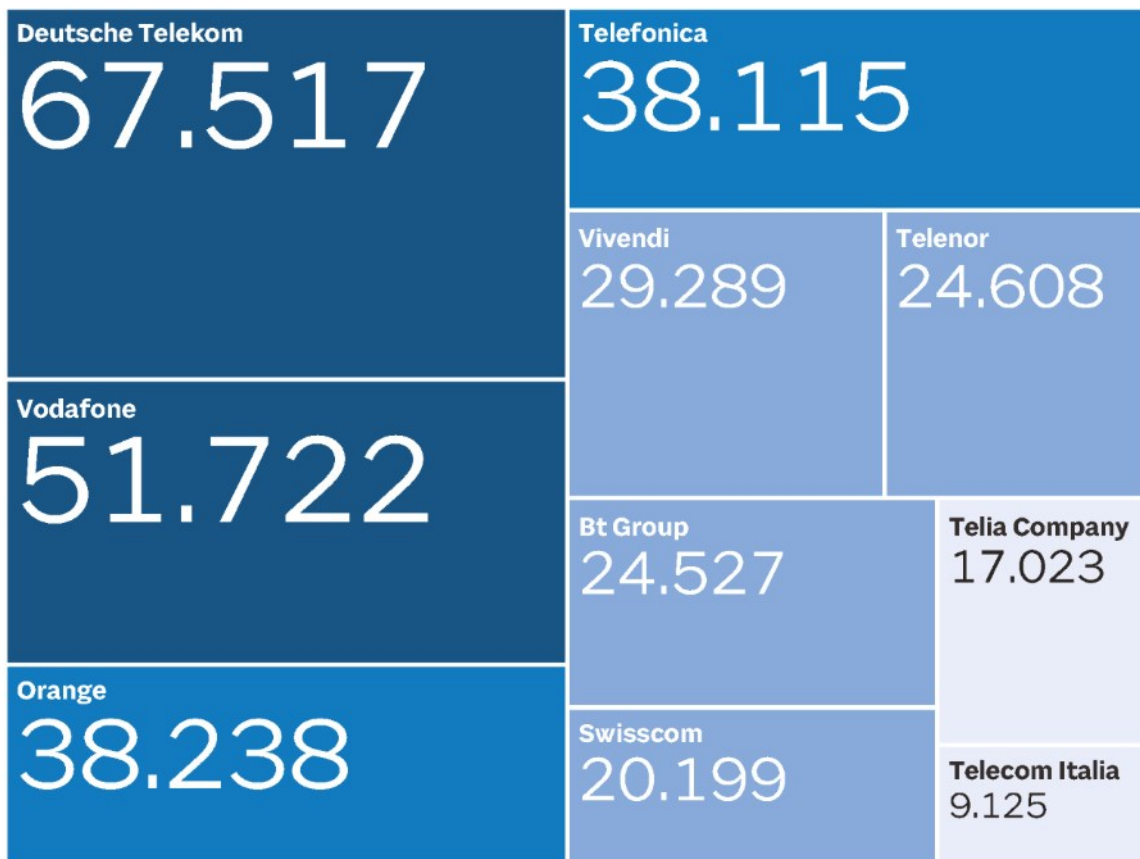 Deutsche Telekom
67.517
Vodafone
51.722
Orange
38.238
Telefonica
38.115
Vivendi
29.289
Telenor
24.608
Bt Group
24.527
Swisscom
20.199
Telia Company
17.023
Telecom Italia
9.125